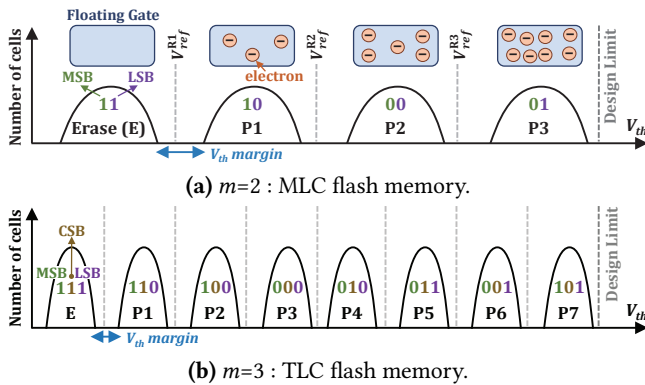 Floating Gate
V_ref^R1
V_ref^R2
V_ref^R3
electron
Number of cells
MSB LSB
11 10 00 01
Erase (E) P1 P2 P3
Design Limit
V_th
V_th margin
(a) m=2 : MLC flash memory.
Number of cells
CSB
MSB LSB
111 110 100 000 010 011 001 101
E P1 P2 P3 P4 P5 P6 P7
Design Limit
V_th
V_th margin
(b) m=3 : TLC flash memory.